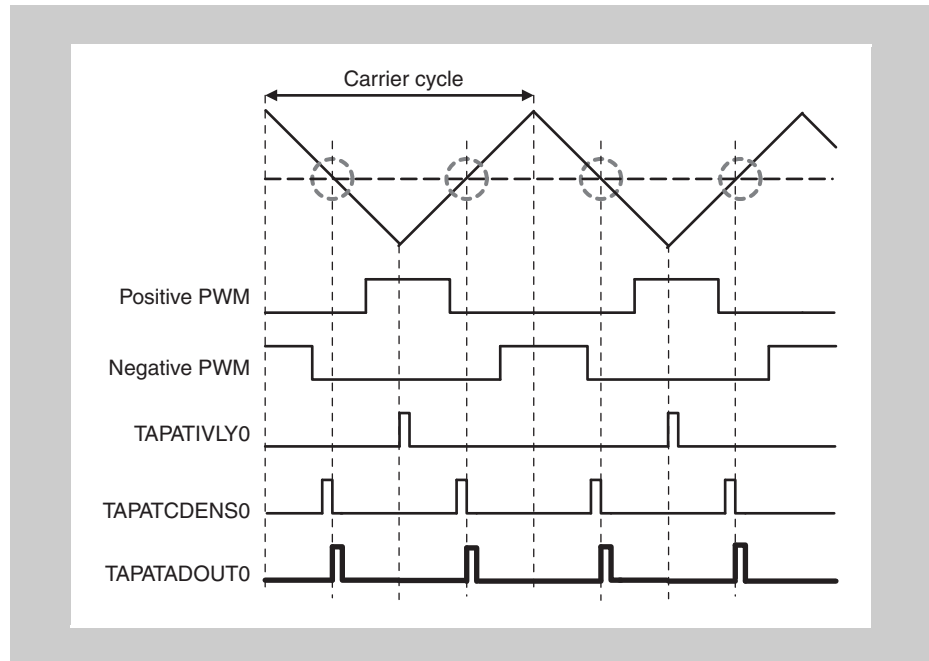 Carrier cycle
Positive PWM
Negative PWM
TAPATIVLY0
TAPATCDENS0
TAPATADOUT0